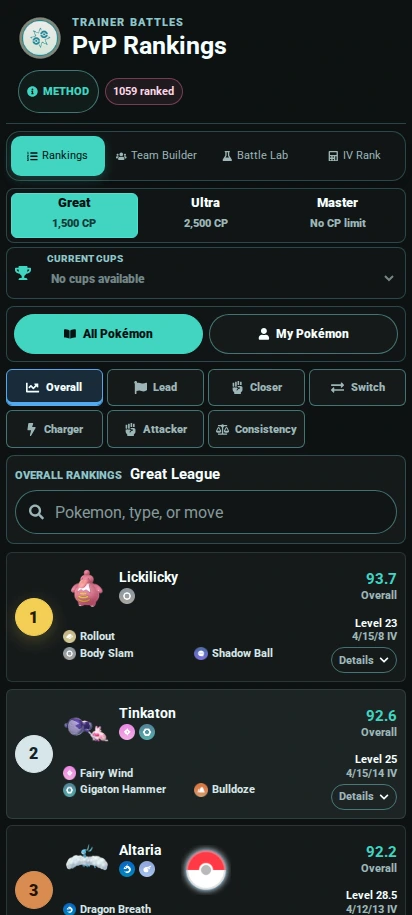 TRAINER BATTLES
PvP Rankings
METHOD
1059 ranked
Rankings
Team Builder
Battle Lab
IV Rank
Great
1,500 CP
Ultra
2,500 CP
Master
No CP limit
CURRENT CUPS
No cups available
All Pokémon
My Pokémon
Overall
Lead
Closer
Switch
Charger
Attacker
Consistency
OVERALL RANKINGS Great League
Pokemon, type, or move
1
Lickilicky
93.7
Overall
Rollout
Body Slam
Shadow Ball
Level 23
4/15/8 IV
Details
2
Tinkaton
92.6
Overall
Fairy Wind
Gigaton Hammer
Bulldoze
Level 25
4/15/14 IV
Details
3
Altaria
92.2
Overall
Dragon Breath
Level 28.5
4/12/13 IV